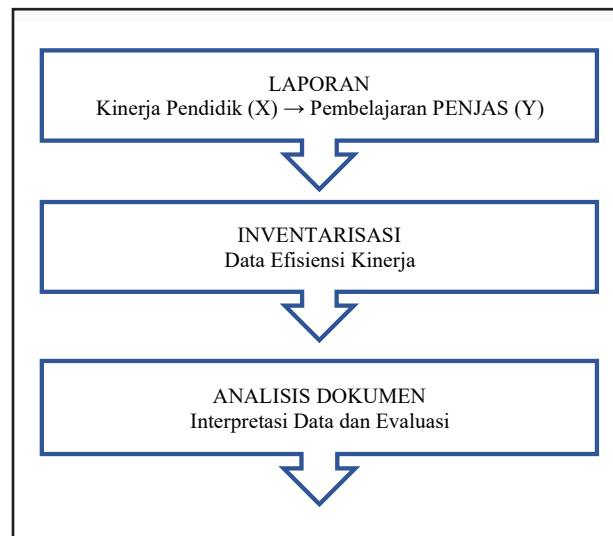 LAPORAN
Kinerja Pendidik (X) → Pembelajaran PENJAS (Y)
INVENTARISASI
Data Efisiensi Kinerja
ANALISIS DOKUMEN
Interpretasi Data dan Evaluasi